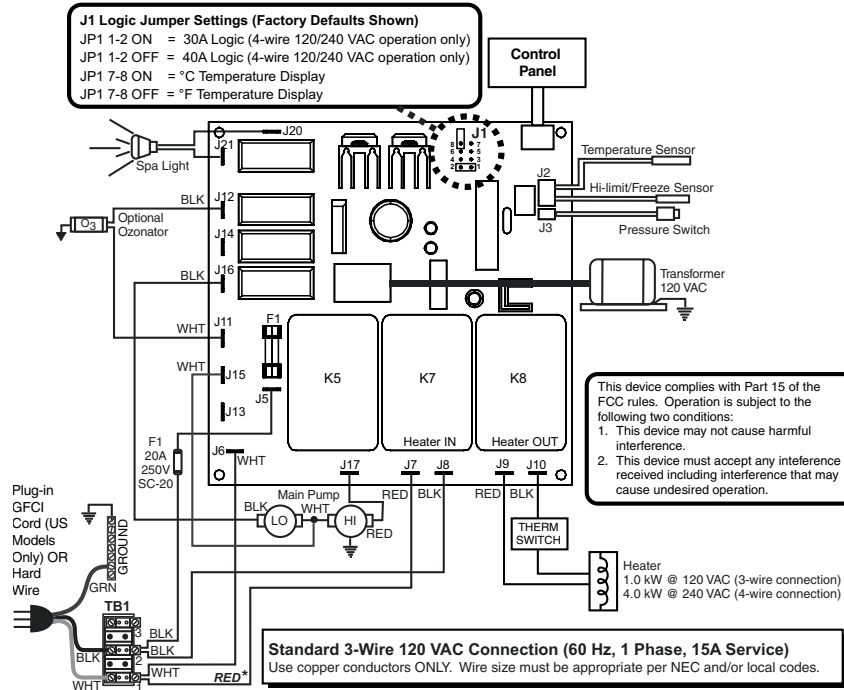 J1 Logic Jumper Settings (Factory Defaults Shown)
JP1 1-2 ON = 30A Logic (4-wire 120/240 VAC operation only)
JP1 1-2 OFF = 40A Logic (4-wire 120/240 VAC operation only)
JP1 7-8 ON = °C Temperature Display
JP1 7-8 OFF = °F Temperature Display
Control
Panel
J20
J21
Spa Light
J1
8 7
6 5
4 3
2 1
Temperature Sensor
J2
Hi-limit/Freeze Sensor
J3
Pressure Switch
BLK
J12
O3
Optional
Ozonator
J14
BLK
J16
Transformer
120 VAC
WHT
J11
F1
WHT
J15
J5
J13
K5
K7
K8
Heater IN
Heater OUT
This device complies with Part 15 of the
FCC rules. Operation is subject to the
following two conditions:
1. This device may not cause harmful
interference.
2. This device must accept any inteference
received including interference that may
cause undesired operation.
F1
20A
250V
SC-20
J6
WHT
J17
J7
J8
J9
J10
RED
BLK
RED
BLK
Main Pump
BLK
LO
WHT
HI
RED
THERM
SWITCH
Heater
1.0 kW @ 120 VAC (3-wire connection)
4.0 kW @ 240 VAC (4-wire connection)
Plug-in
GFCI
Cord (US
Models
Only) OR
Hard
Wire
GROUND
GRN
TB1
3
BLK
BLK
BLK
2
WHT
WHT
1
RED*
Standard 3-Wire 120 VAC Connection (60 Hz, 1 Phase, 15A Service)
Use copper conductors ONLY. Wire size must be appropriate per NEC and/or local codes.